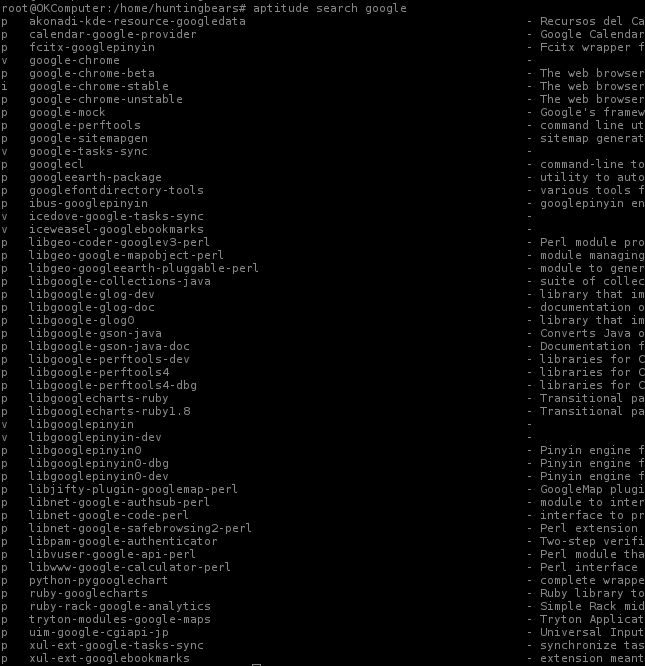 root@OKComputer:/home/huntingbears# aptitude search google
p   akonadi-kde-resource-googledata - Recursos del Ca
p   calendar-google-provider - Google Calendar
p   fcitx-googlepinyin - Fcitx wrapper f
v   google-chrome -
p   google-chrome-beta - The web browser
i   google-chrome-stable - The web browser
p   google-chrome-unstable - The web browser
p   google-mock - Google's framew
p   google-perftools - command line ut
p   google-sitemapgen - sitemap generat
v   google-tasks-sync -
p   googlecl - command-line to
p   googleearth-package - utility to auto
p   googlefontdirectory-tools - various tools f
p   ibus-googlepinyin - googlepinyin en
v   icedove-google-tasks-sync -
v   iceweasel-googlebookmarks -
p   libgeo-coder-googlev3-perl - Perl module pro
p   libgeo-google-mapobject-perl - module managing
p   libgeo-googleearth-pluggable-perl - module to gener
p   libgoogle-collections-java - suite of collec
p   libgoogle-glog-dev - library that im
p   libgoogle-glog-doc - documentation o
p   libgoogle-glog0 - library that im
p   libgoogle-gson-java - Converts Java o
p   libgoogle-gson-java-doc - Documentation f
p   libgoogle-perftools-dev - libraries for C
p   libgoogle-perftools4 - libraries for C
p   libgoogle-perftools4-dbg - libraries for C
p   libgooglecharts-ruby - Transitional pa
p   libgooglecharts-ruby1.8 - Transitional pa
v   libgooglepinyin -
v   libgooglepinyin-dev -
p   libgooglepinyin0 - Pinyin engine f
p   libgooglepinyin0-dbg - Pinyin engine f
p   libgooglepinyin0-dev - Pinyin engine f
p   libjifty-plugin-googlemap-perl - GoogleMap plugi
p   libnet-google-authsub-perl - module to inter
p   libnet-google-code-perl - interface to pr
p   libnet-google-safebrowsing2-perl - Perl extension
p   libpam-google-authenticator - Two-step verifi
p   libvuser-google-api-perl - Perl module tha
p   libwww-google-calculator-perl - Perl interface
p   python-pygooglechart - complete wrappe
p   ruby-googlecharts - Ruby library to
p   ruby-rack-google-analytics - Simple Rack mid
p   tryton-modules-google-maps - Tryton Applicat
p   uim-google-cgiapi-jp - Universal Input
p   xul-ext-google-tasks-sync - synchronize tas
p   xul-ext-googlebookmarks - extension meant